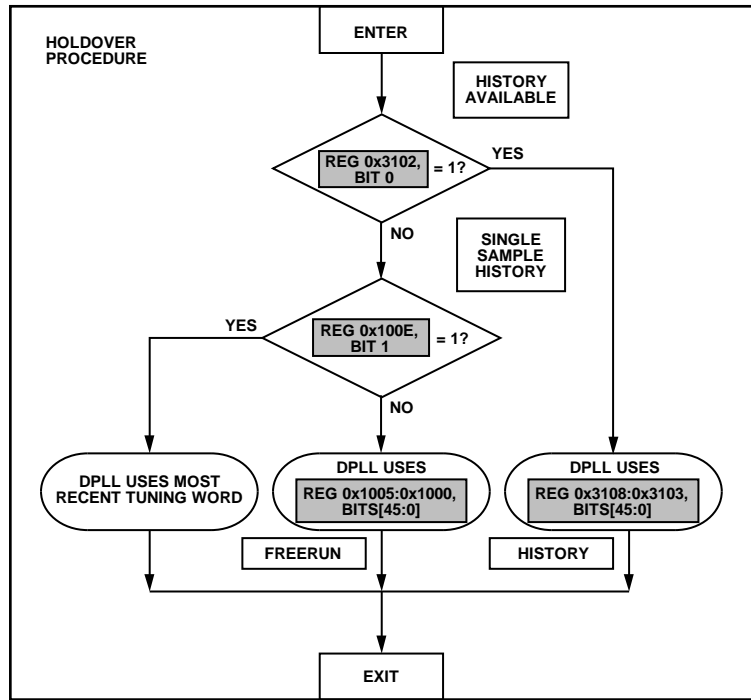 ENTER
HOLDOVER
PROCEDURE
HISTORY
AVAILABLE
REG 0x3102,
BIT 0
= 1?
YES
NO
SINGLE
SAMPLE
HISTORY
YES
REG 0x100E,
BIT 1
= 1?
NO
DPLL USES MOST
RECENT TUNING WORD
DPLL USES
REG 0x1005:0x1000,
BITS[45:0]
DPLL USES
REG 0x3108:0x3103,
BITS[45:0]
FREERUN
HISTORY
EXIT